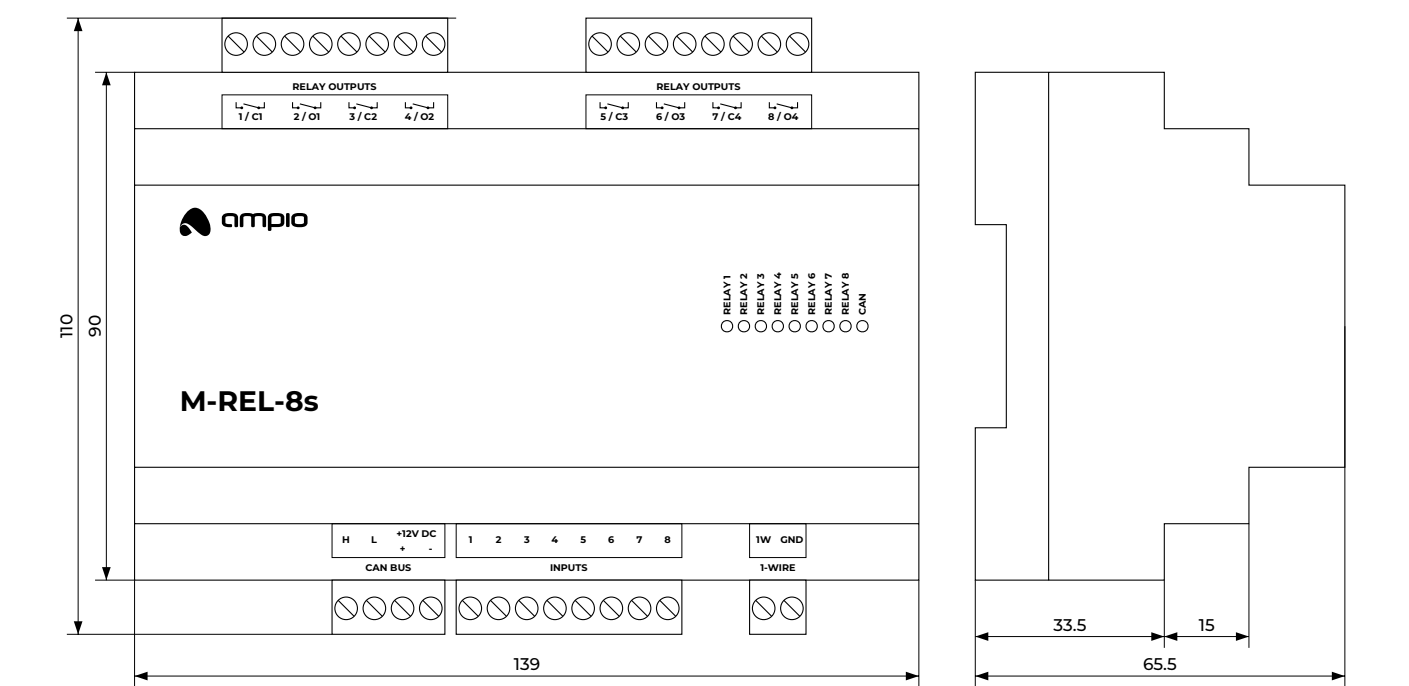 RELAY OUTPUTS
RELAY OUTPUTS
1 / C1 2 / O1 3 / C2 4 / O2
5 / C3 6 / O3 7 / C4 8 / O4
ampio
RELAY 1
RELAY 2
RELAY 3
RELAY 4
RELAY 5
RELAY 6
RELAY 7
RELAY 8
CAN
110
90
M-REL-8s
H L +12V DC
+ -
1 2 3 4 5 6 7 8
1W GND
CAN BUS
INPUTS
1-WIRE
33.5
15
139
65.5